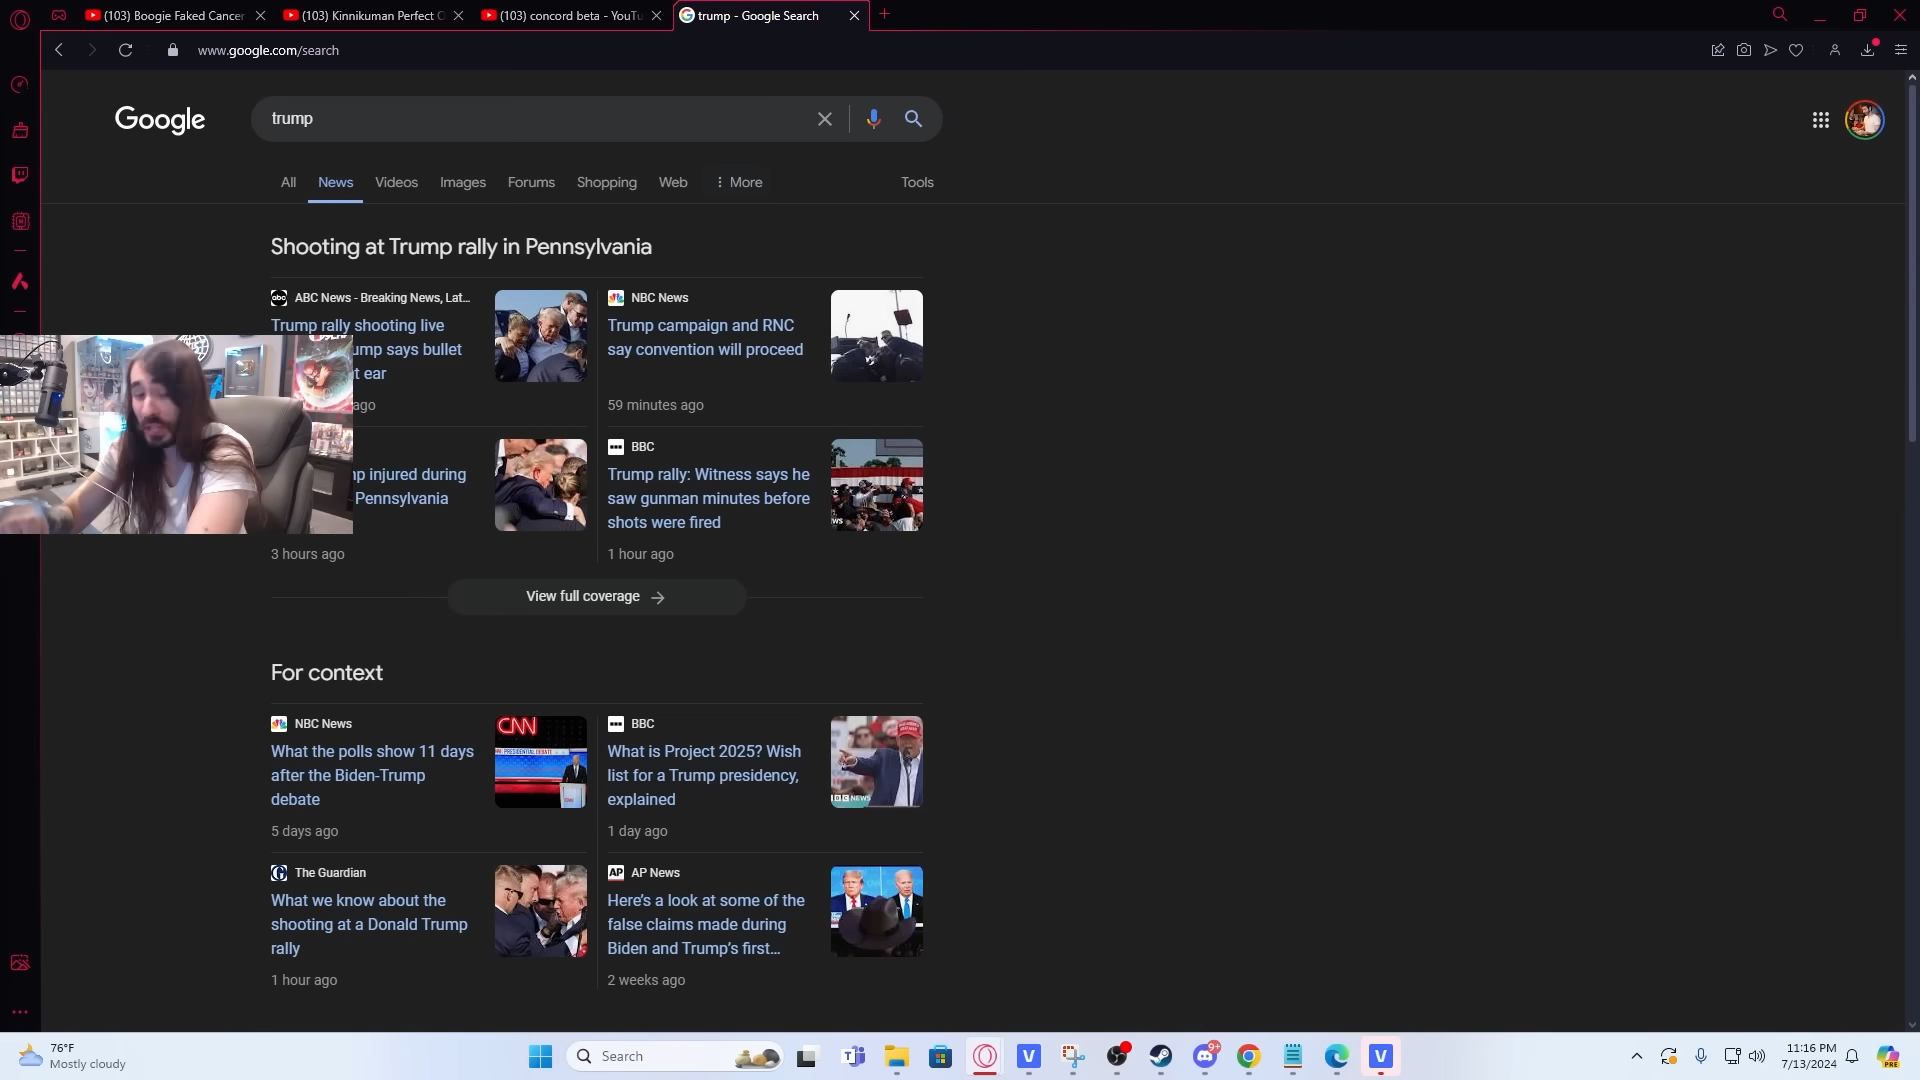 (103) Boogie Faked Cancer
(103) Kinnikuman Perfect O
(103) concord beta - YouTu
trump - Google Search
www.google.com/search
Google
trump
All
News
Videos
Images
Forums
Shopping
Web
More
Tools
Shooting at Trump rally in Pennsylvania
abc
ABC News - Breaking News, Lat...
Trump rally shooting live
ump says bullet
t ear
ago
NBC News
Trump campaign and RNC
say convention will proceed
59 minutes ago
injured during
Pennsylvania
3 hours ago
BBC
Trump rally: Witness says he
saw gunman minutes before
shots were fired
1 hour ago
View full coverage
For context
NBC News
What the polls show 11 days
after the Biden-Trump
debate
5 days ago
CNN
PRESIDENTIAL DEBATE
BBC
What is Project 2025? Wish
list for a Trump presidency,
explained
1 day ago
BBC NEWS
The Guardian
What we know about the
shooting at a Donald Trump
rally
1 hour ago
AP
AP News
Here's a look at some of the
false claims made during
Biden and Trump's first...
2 weeks ago
76°F
Mostly cloudy
Search
9+
11:16 PM
7/13/2024
PRE